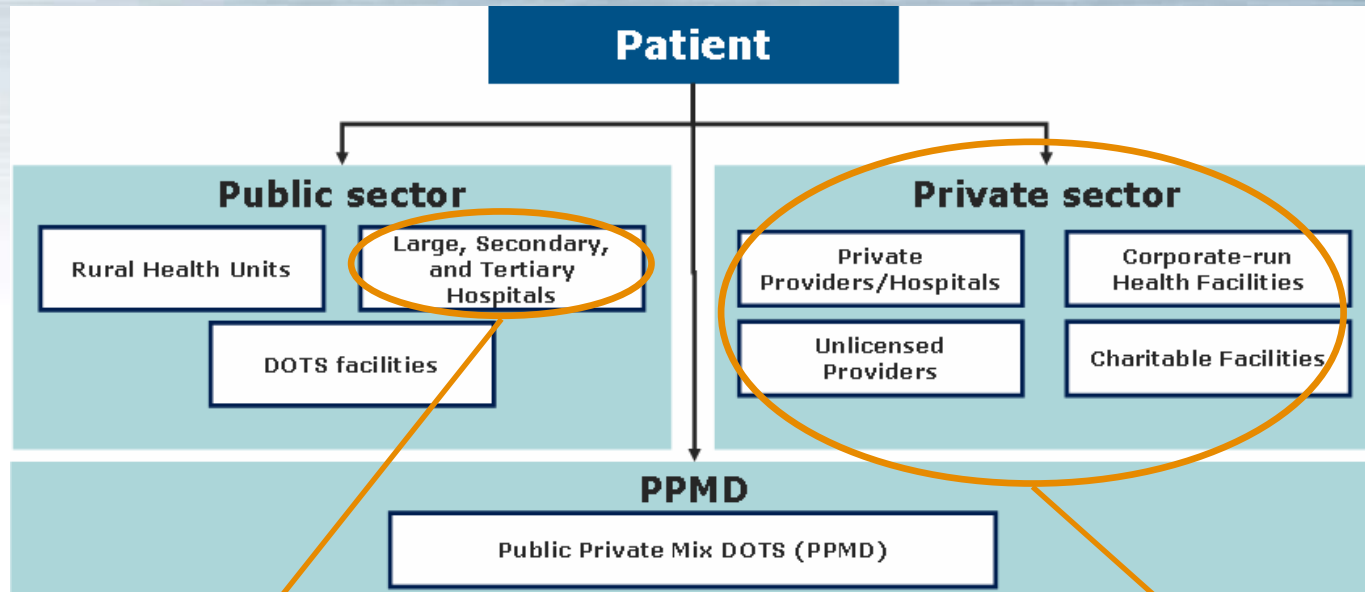 Patient
Public sector
Rural Health Units
Large, Secondary,
and Tertiary
Hospitals
DOTS facilities
Private sector
Private
Providers/Hospitals
Corporate-run
Health Facilities
Unlicensed
Providers
Charitable Facilities
PPMD
Public Private Mix DOTS (PPMD)